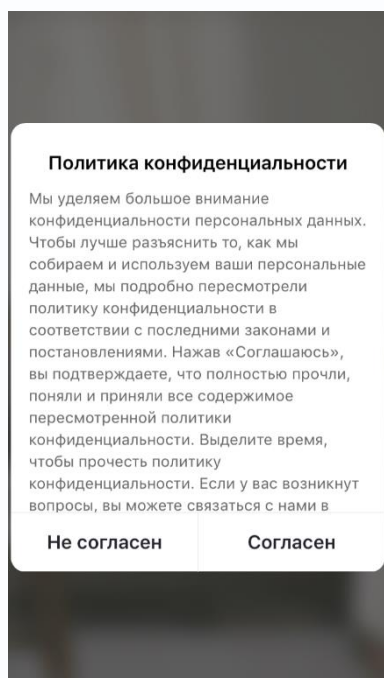 Политика конфиденциальности
Мы уделяем большое внимание
конфиденциальности персональных данных.
Чтобы лучше разъяснить то, как мы
собираем и используем ваши персональные
данные, мы подробно пересмотрели
политику конфиденциальности в
соответствии с последними законами и
постановлениями. Нажав «Соглашаюсь»,
вы подтверждаете, что полностью прочли,
поняли и приняли все содержимое
пересмотренной политики
конфиденциальности. Выделите время,
чтобы прочесть политику
конфиденциальности. Если у вас возникнут
вопросы, вы можете связаться с нами в
Не согласен
Согласен